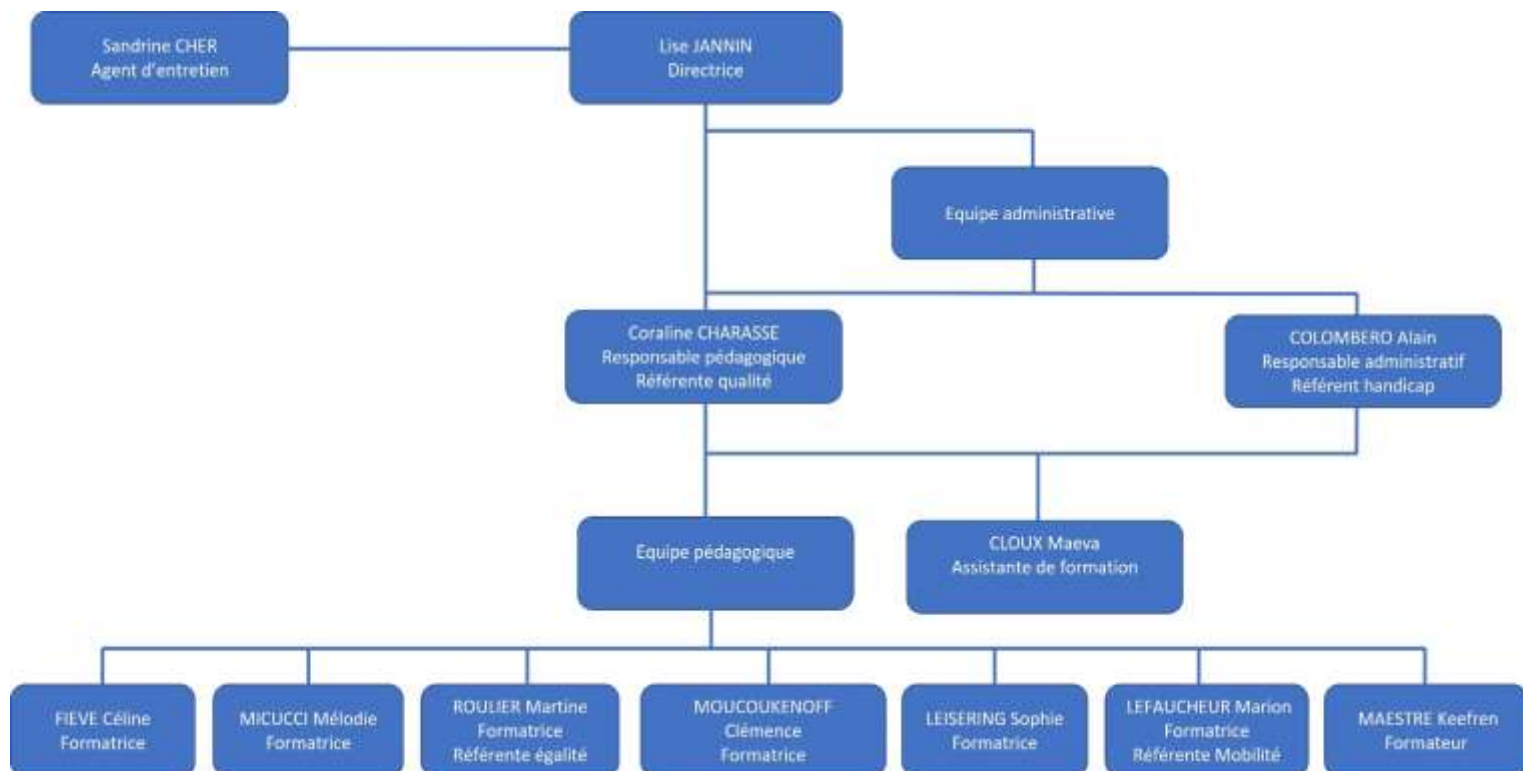 Sandrine CHER
Agent d'entretien
Lise JANNIN
Directrice
Equipe administrative
Coraline CHARASSE
Responsable pédagogique
Référente qualité
COLOMBERO Alain
Responsable administratif
Référent handicap
Equipe pédagogique
CLOUX Maeva
Assistante de formation
FIEVE Céline
Formatrice
MICUCCI Mélodie
Formatrice
ROULIER Martine
Formatrice
Référente égalité
MOUCOUKENOFF
Clémence
Formatrice
LEISERING Sophie
Formatrice
LEFAUCHEUR Marion
Formatrice
Référente Mobilité
MAESTRE Keefren
Formateur